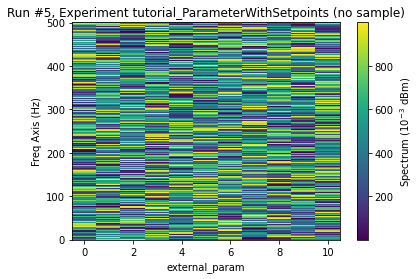 Run #5, Experiment tutorial_ParameterWithSetpoints (no sample)
500
400
300
200
100
0
Freq Axis (Hz)
0 2 4 6 8 10
external_param
800
600
400
200
Spectrum (10⁻³ dBm)